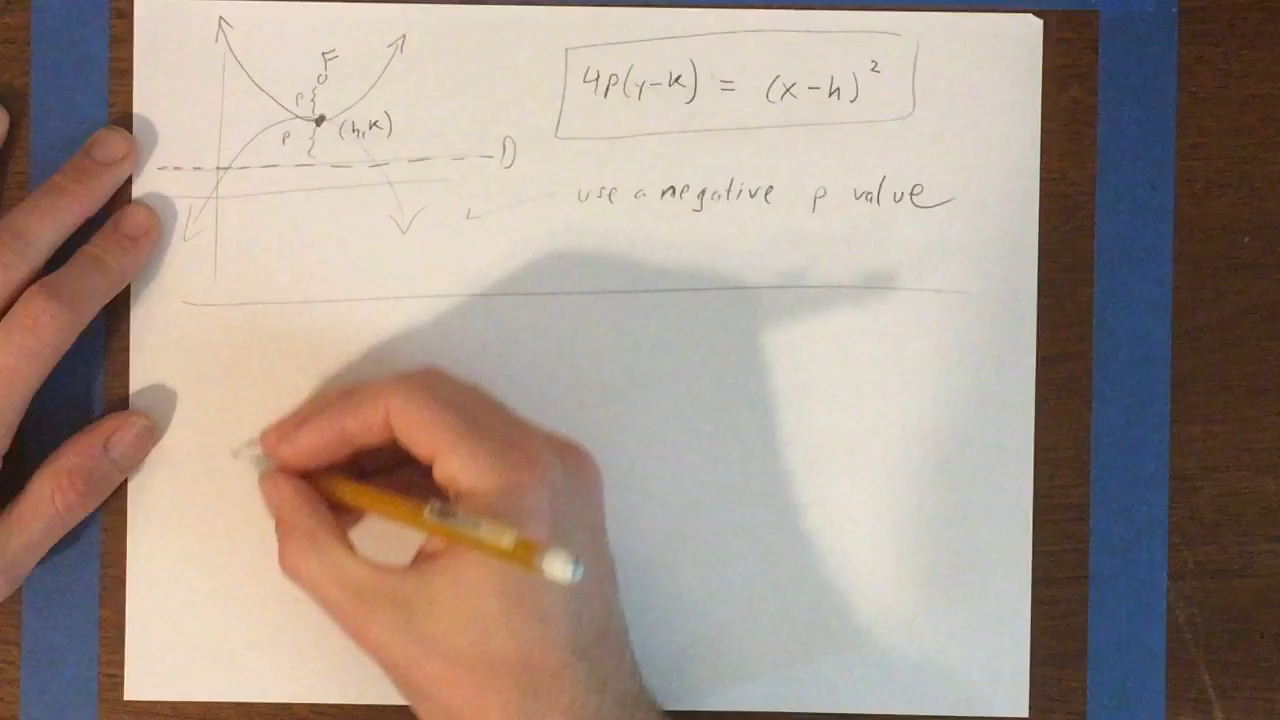 F
p
p
(h,k)
D
4p(y-k) = (x-h)²
use a negative p value